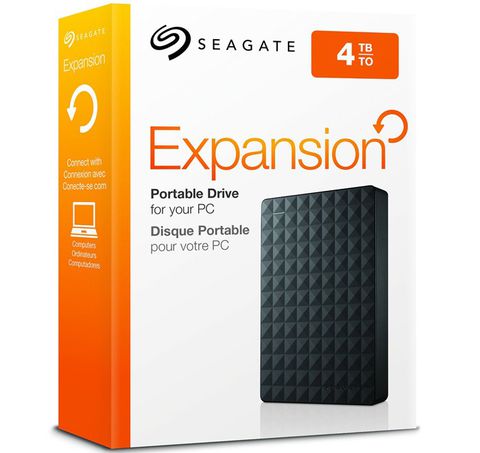 SEAGATE
4 TB
TO
Expansion
Portable Drive
for your PC
Disque Portable
pour votre PC
Expansion
Connect with
Connexion avec
Conecte-se com
Computers
Ordinateurs
Computadores